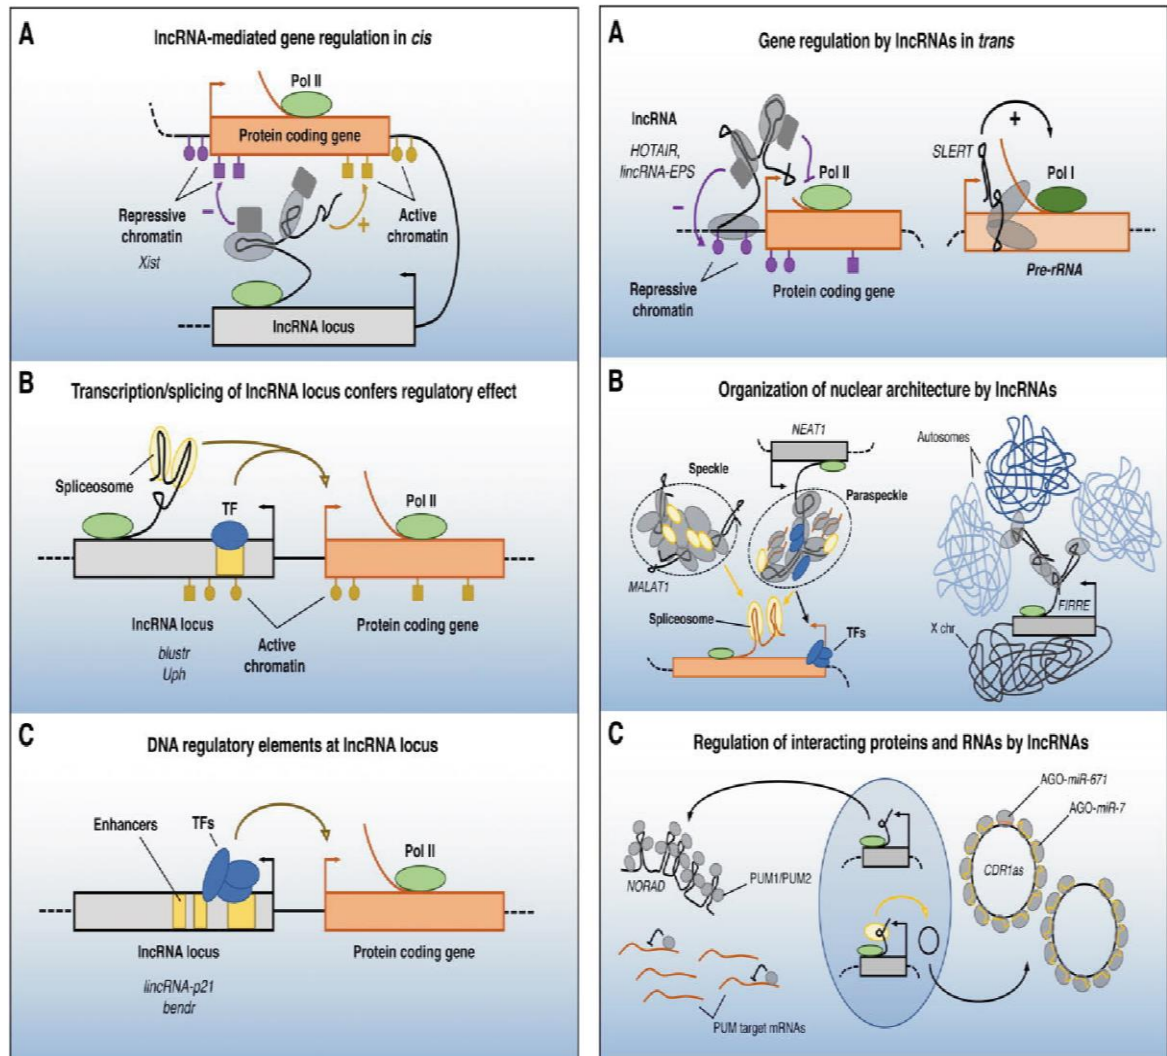 A
lncRNA-mediated gene regulation in cis
Pol II
Protein coding gene
Repressive
chromatin
Xist
–
+
Active
chromatin
lncRNA locus
B
Transcription/splicing of lncRNA locus confers regulatory effect
Spliceosome
TF
Pol II
lncRNA locus
blustr
Uph
Active
chromatin
Protein coding gene
C
DNA regulatory elements at lncRNA locus
Enhancers
TFs
Pol II
lncRNA locus
lincRNA-p21
bendr
Protein coding gene
A
Gene regulation by lncRNAs in trans
lncRNA
HOTAIR,
lincRNA-EPS
Pol II
–
Repressive
chromatin
Protein coding gene
+
SLERT
Pol I
Pre-rRNA
B
Organization of nuclear architecture by lncRNAs
NEAT1
Speckle
Paraspeckle
MALAT1
Spliceosome
TFs
Autosomes
FIRRE
X chr
C
Regulation of interacting proteins and RNAs by lncRNAs
NORAD
PUM1/PUM2
PUM target mRNAs
AGO-miR-671
AGO-miR-7
CDR1as